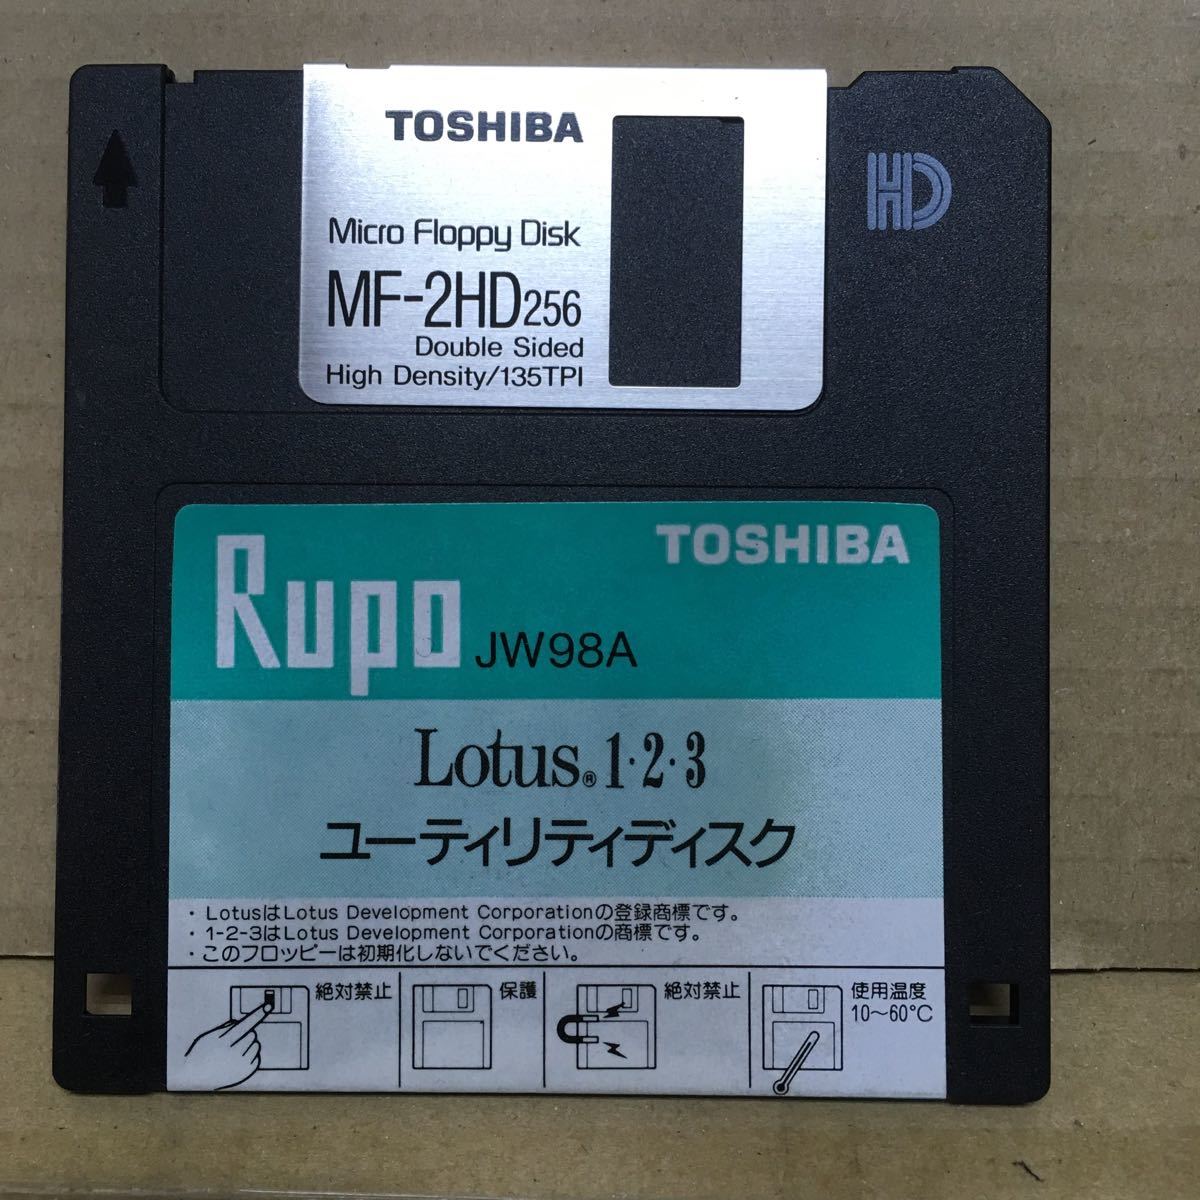 TOSHIBA
HD
Micro Floppy Disk
MF-2HD256
Double Sided
High Density/135TPI
TOSHIBA
Rupo JW98A
Lotus® 1·2·3
ユーティリティディスク
・LotusはLotus Development Corporationの登録商標です。
・1-2-3はLotus Development Corporationの商標です。
・このフロッピーは初期化しないでください。
絶対禁止
保護
絶対禁止
使用温度
10～60℃